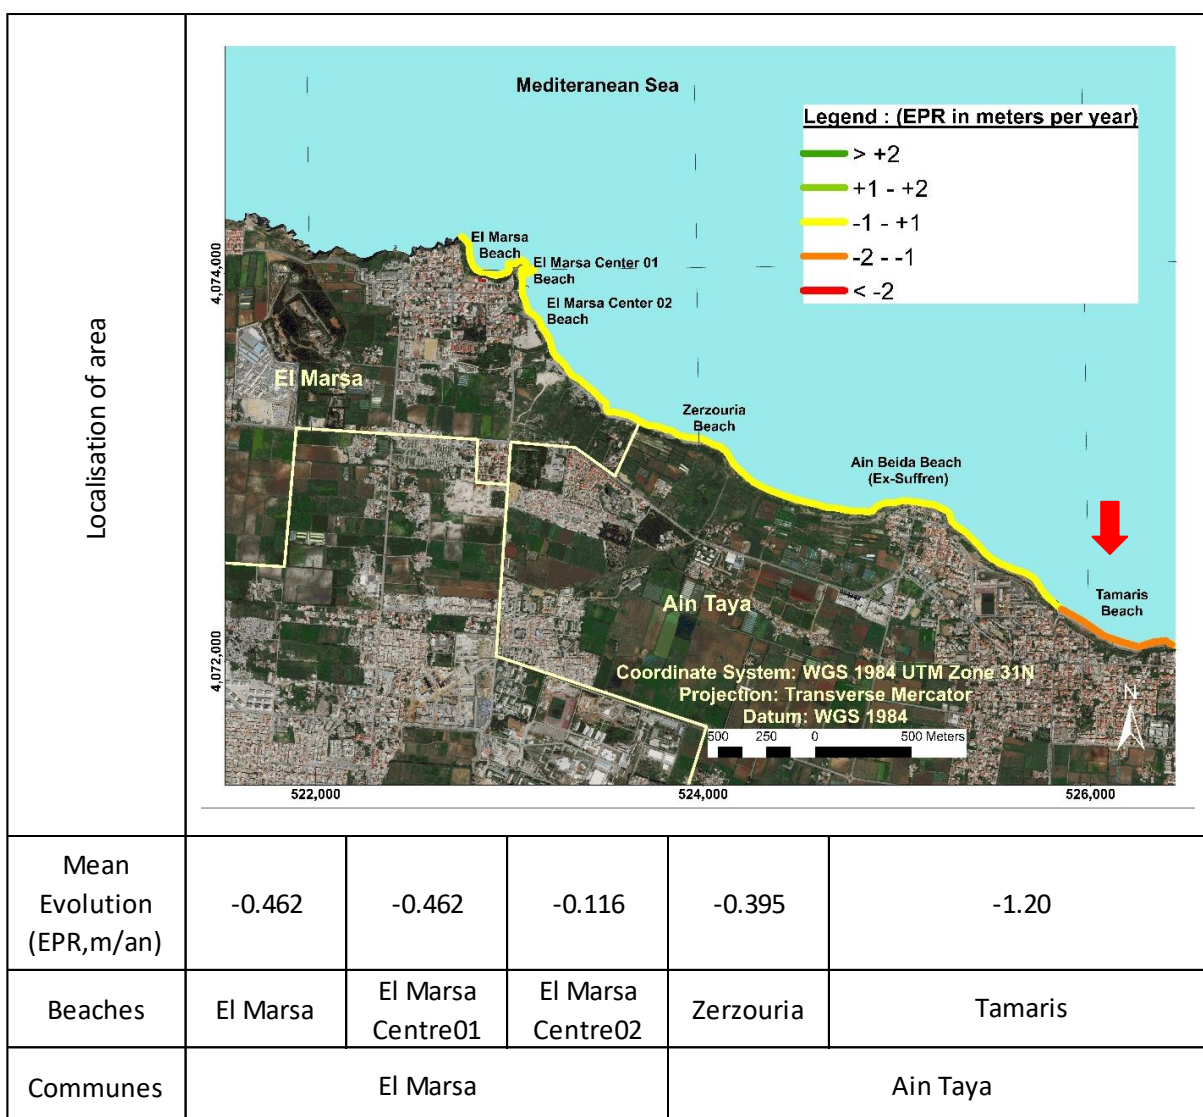 Localisation of area
Mediteranean Sea
Legend : (EPR in meters per year)
> +2
+1 - +2
-1 - +1
-2 - -1
< -2
4,074,000
4,072,000
El Marsa
Beach
El Marsa Center 01
Beach
El Marsa Center 02
Beach
El Marsa
Zerzouria
Beach
Ain Beida Beach
(Ex-Suffren)
Tamaris
Beach
Ain Taya
Coordinate System: WGS 1984 UTM Zone 31N
Projection: Transverse Mercator
Datum: WGS 1984
N
500 250 0 500 Meters
522,000 524,000 526,000
Mean
Evolution
(EPR,m/an)
-0.462 -0.462 -0.116 -0.395 -1.20
Beaches
El Marsa
El Marsa
Centre01
El Marsa
Centre02
Zerzouria
Tamaris
Communes El Marsa Ain Taya